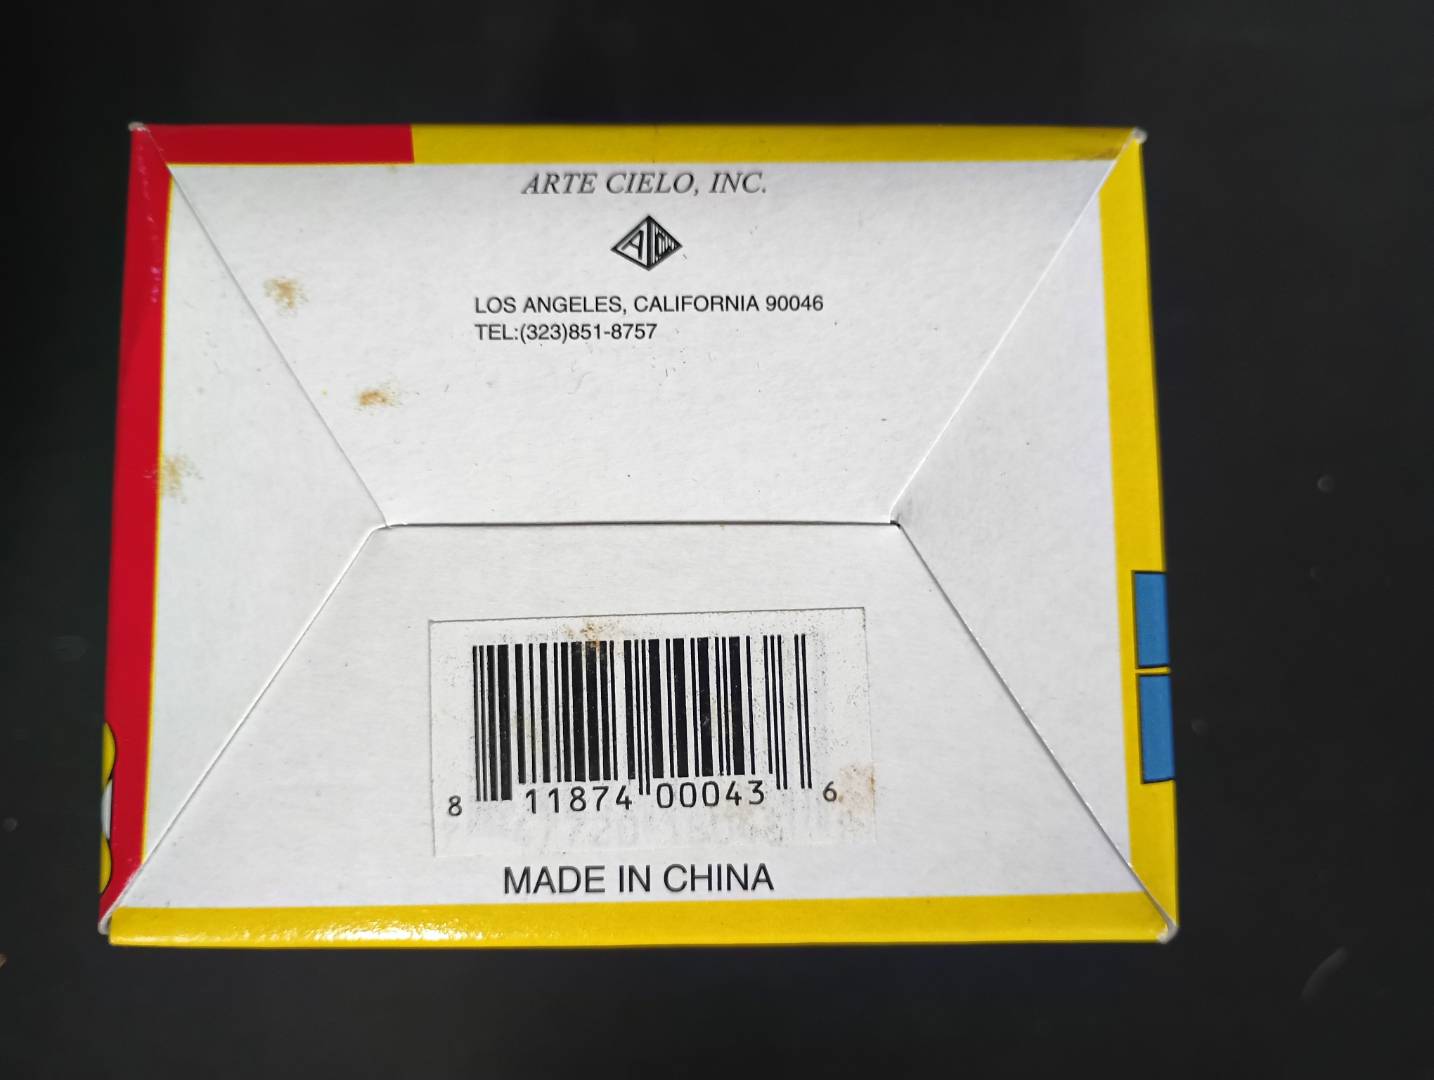 ARTE CIELO, INC.
LOS ANGELES, CALIFORNIA 90046
TEL:(323)851-8757
8 11874 00043 6
MADE IN CHINA